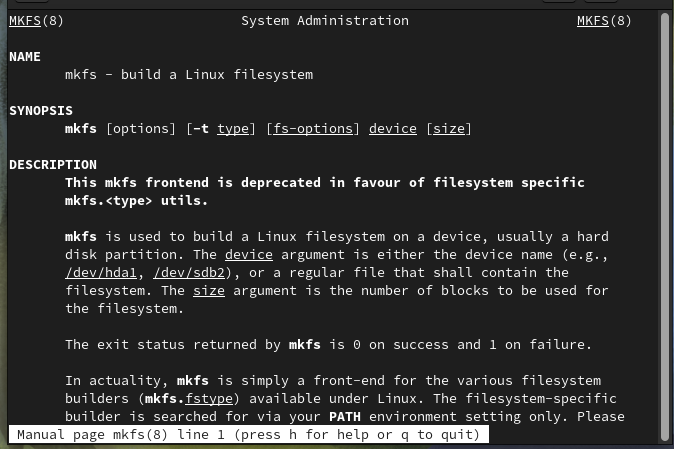 MKFS(8) System Administration MKFS(8)
NAME
mkfs - build a Linux filesystem
SYNOPSIS
mkfs [options] [-t type] [fs-options] device [size]
DESCRIPTION
This mkfs frontend is deprecated in favour of filesystem specific
mkfs.<type> utils.
mkfs is used to build a Linux filesystem on a device, usually a hard
disk partition. The device argument is either the device name (e.g.,
/dev/hda1, /dev/sdb2), or a regular file that shall contain the
filesystem. The size argument is the number of blocks to be used for
the filesystem.
The exit status returned by mkfs is 0 on success and 1 on failure.
In actuality, mkfs is simply a front-end for the various filesystem
builders (mkfs.fstype) available under Linux. The filesystem-specific
builder is searched for via your PATH environment setting only. Please
Manual page mkfs(8) line 1 (press h for help or q to quit)